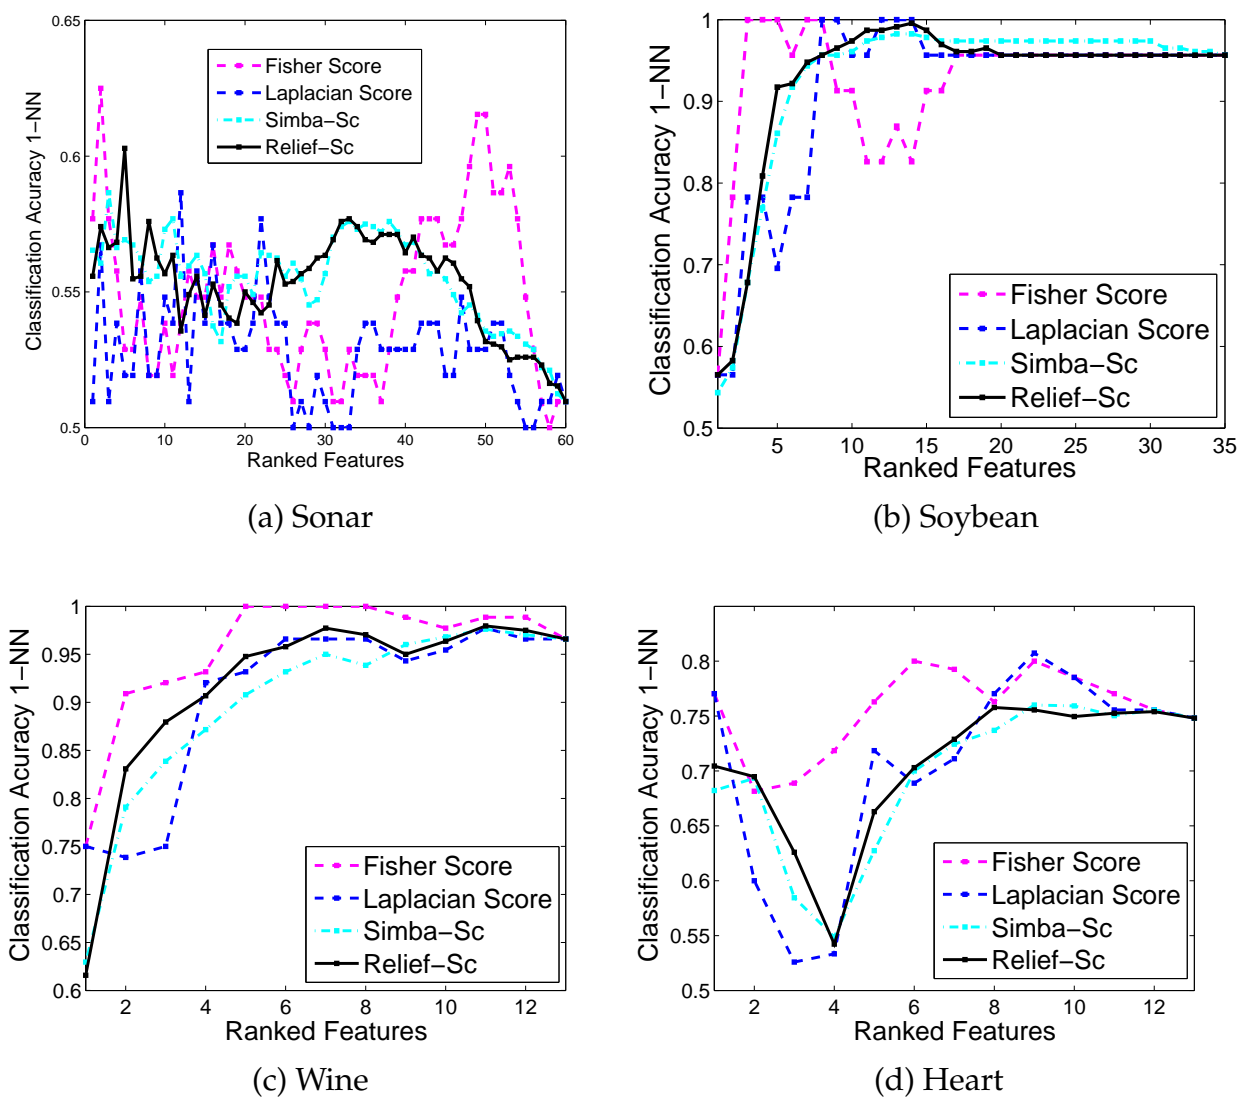 0.65
0.6
0.55
0.5
Classification Acuracy 1−NN
Fisher Score
Laplacian Score
Simba−Sc
Relief−Sc
0 10 20 30 40 50 60
Ranked Features
(a) Sonar
1
0.9
0.8
0.7
0.6
0.5
Classification Acuracy 1−NN
Fisher Score
Laplacian Score
Simba−Sc
Relief−Sc
5 10 15 20 25 30 35
Ranked Features
(b) Soybean
1
0.95
0.9
0.85
0.8
0.75
0.7
0.65
0.6
Classification Acuracy 1−NN
Fisher Score
Laplacian Score
Simba−Sc
Relief−Sc
2 4 6 8 10 12
Ranked Features
(c) Wine
0.8
0.75
0.7
0.65
0.6
0.55
0.5
Classification Acuracy 1−NN
Fisher Score
Laplacian Score
Simba−Sc
Relief−Sc
2 4 6 8 10 12
Ranked Features
(d) Heart